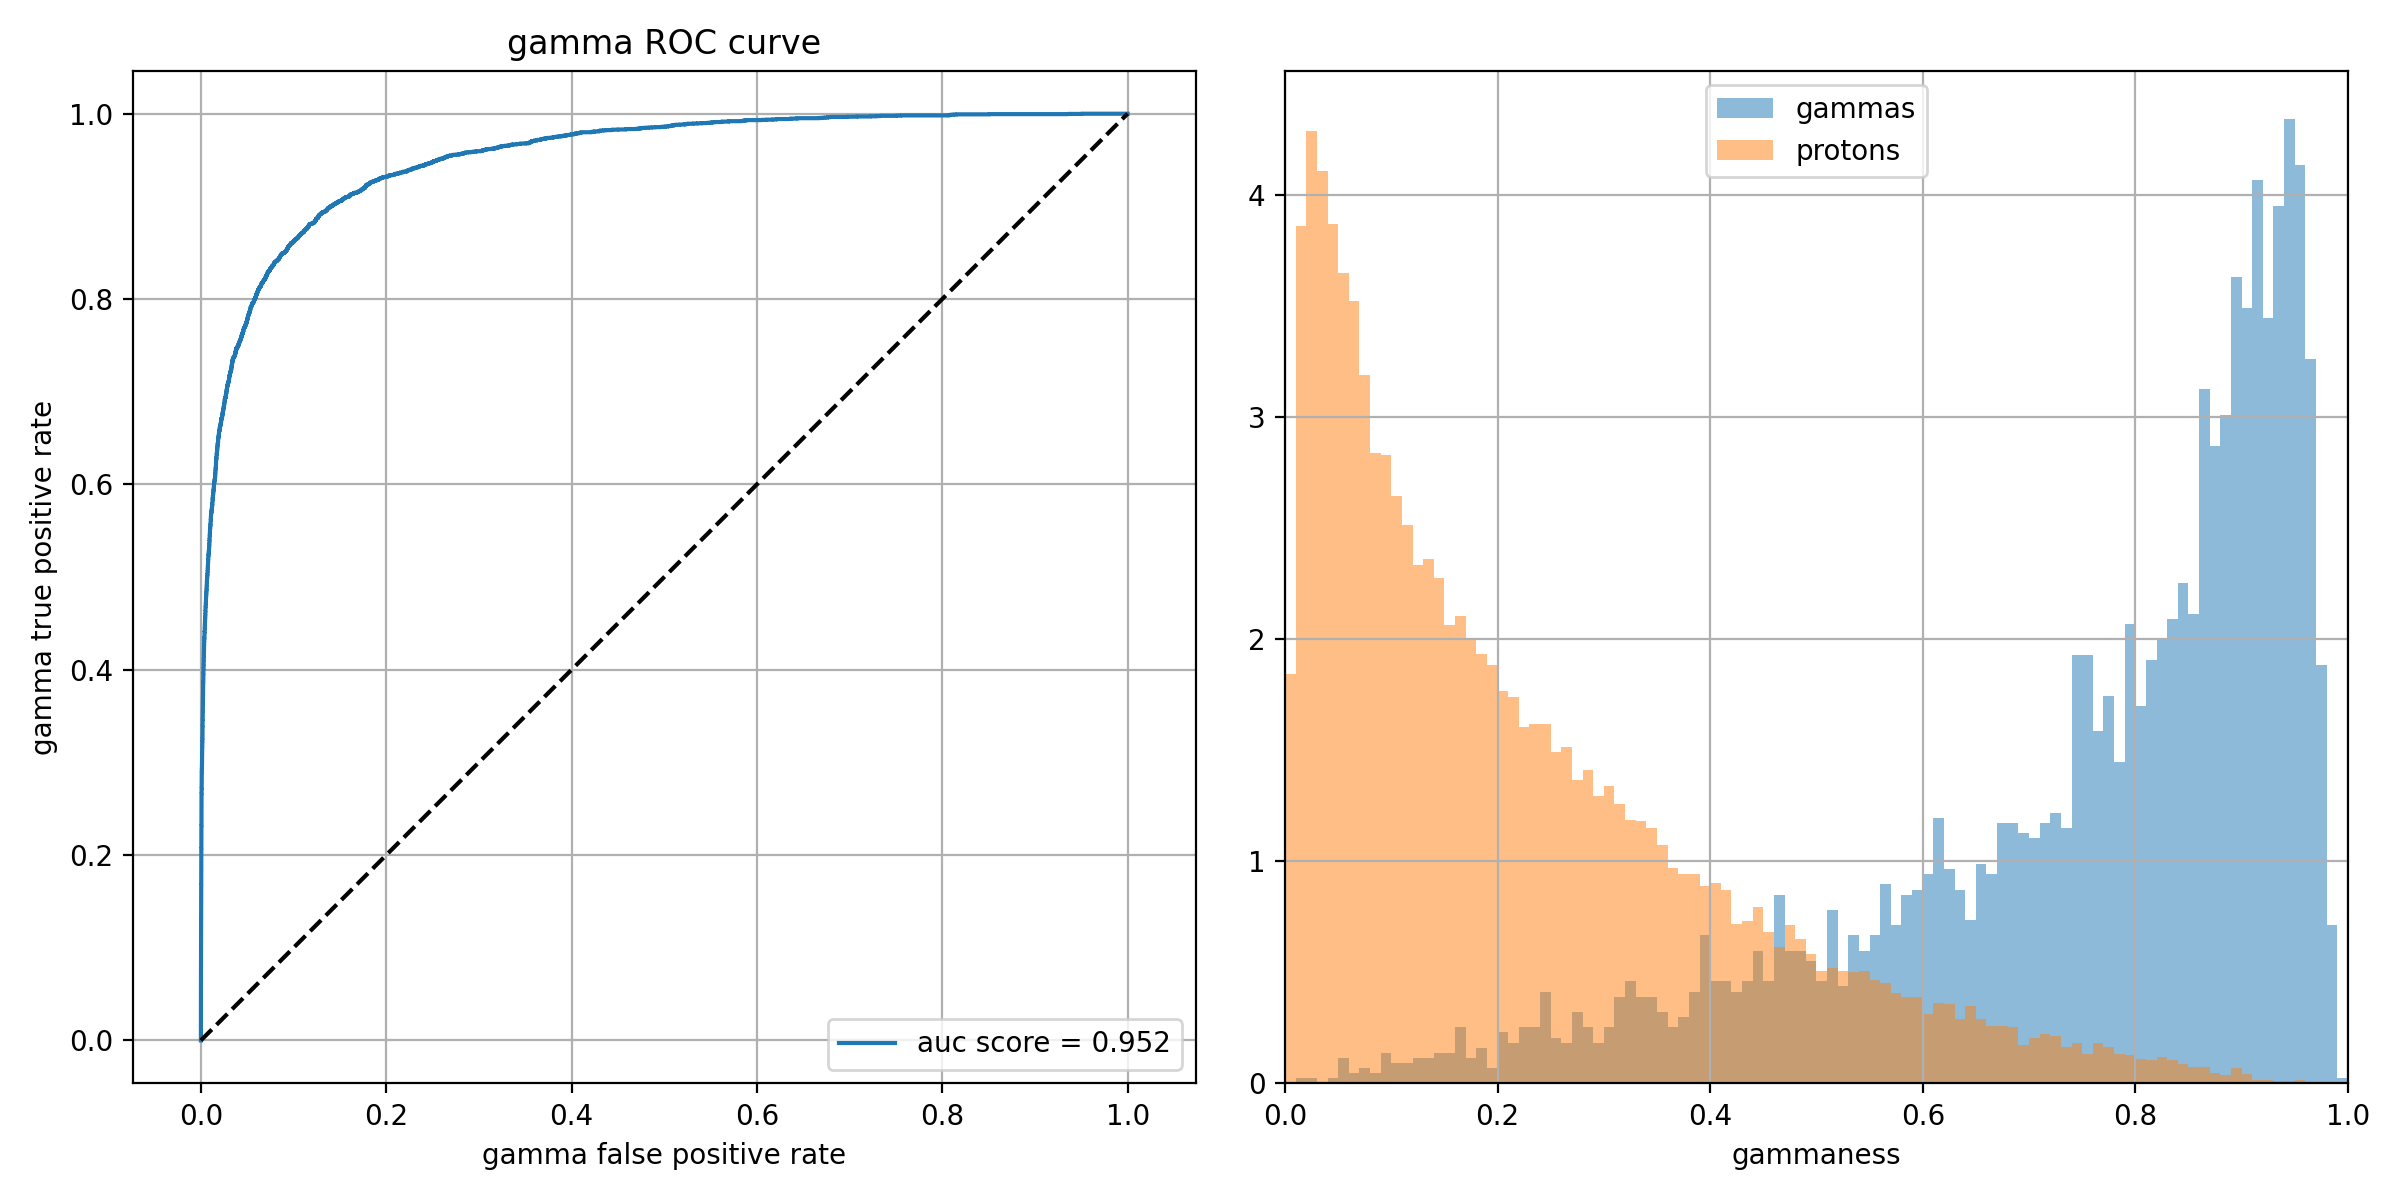 gamma ROC curve
gamma true positive rate
1.0
0.8
0.6
0.4
0.2
0.0
auc score = 0.952
0.0 0.2 0.4 0.6 0.8 1.0
gamma false positive rate
gammas
protons
4
3
2
1
0
0.0 0.2 0.4 0.6 0.8 1.0
gammaness